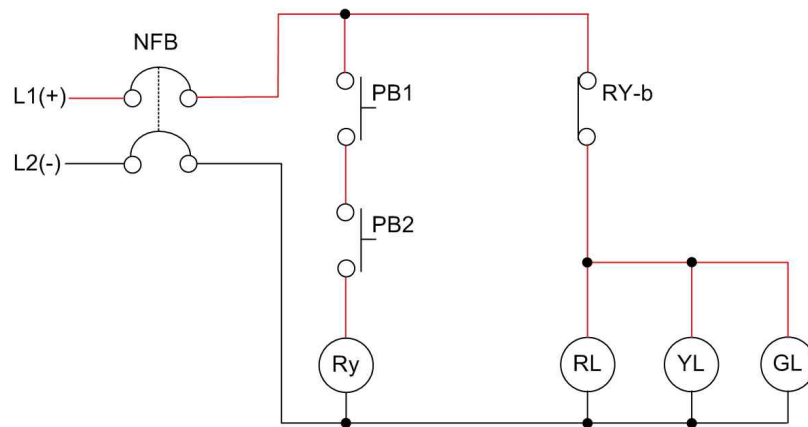 NFB
L1(+)
PB1
RY-b
L2(-)
PB2
Ry
RL
YL
GL